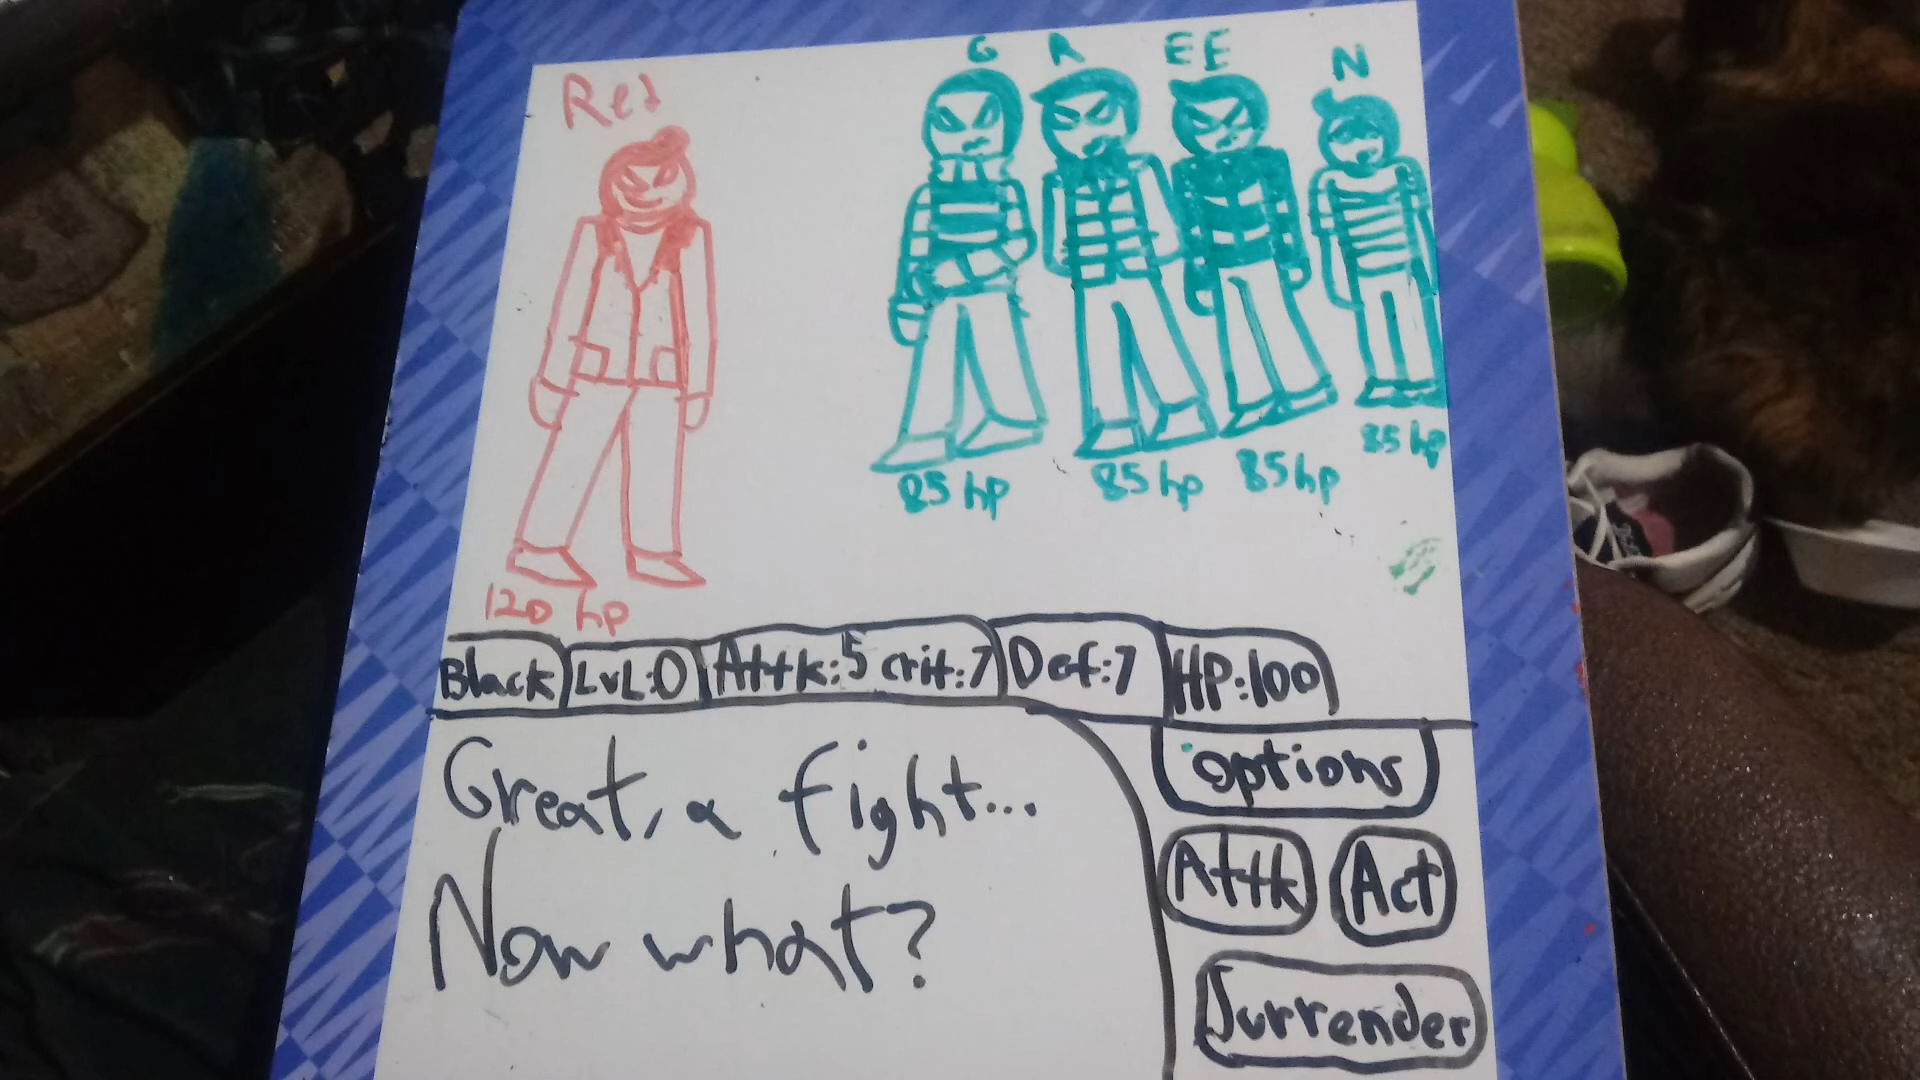 Red
G R EE N
120 hp
85 hp
85 hp
85 hp
85 hp
Black
LvL:0
Attk:5 crit:7
Def:7
HP:100
Great, a fight...
Now what?
options
Attk
Act
Surrender